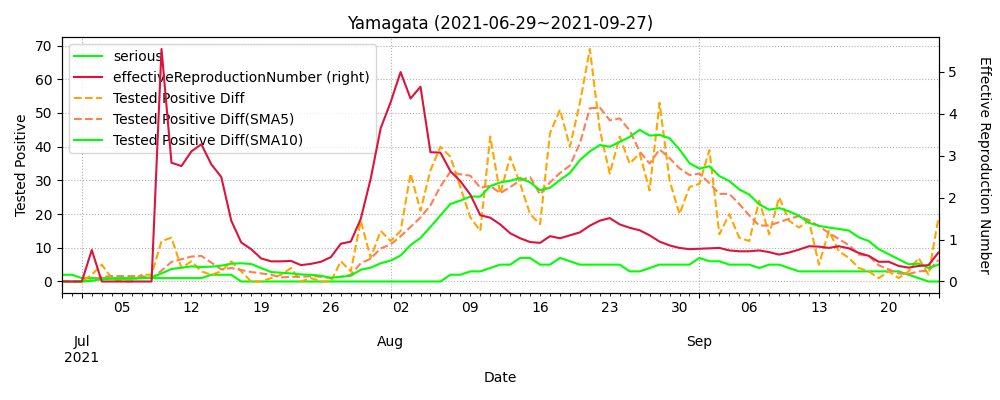 Yamagata (2021-06-29~2021-09-27)
serious
effectiveReproductionNumber (right)
Tested Positive Diff
Tested Positive Diff(SMA5)
Tested Positive Diff(SMA10)
Tested Positive
70
60
50
40
30
20
10
0
5
4
3
2
1
0
Effective Reproduction Number
05 12 19 26 02 09 16 23 30 06 13 20
Jul Aug Sep
2021
Date